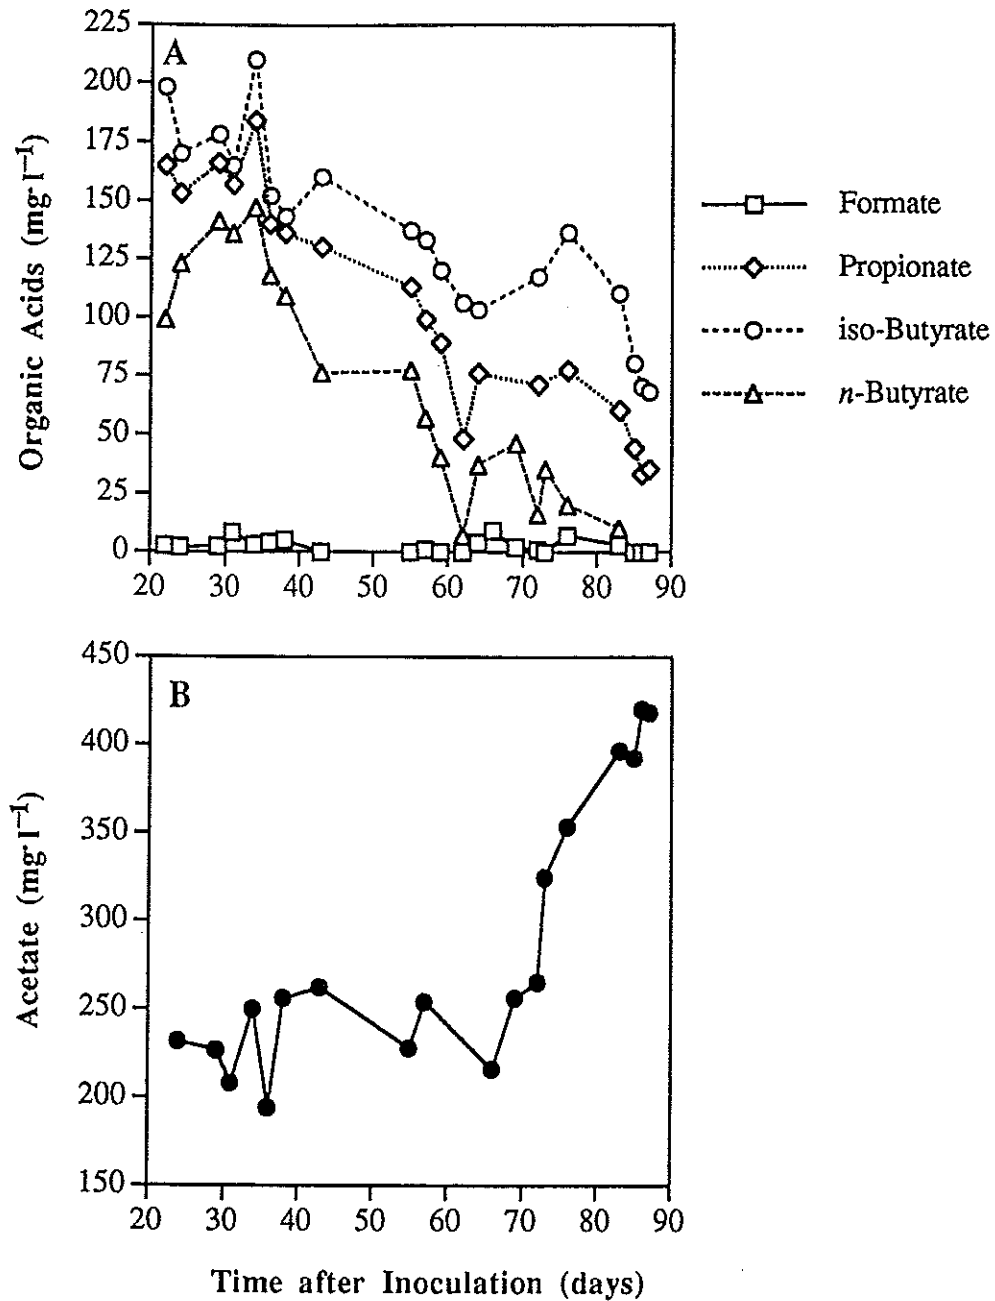 A
225
200
175
150
125
100
75
50
25
0
20 30 40 50 60 70 80 90
Organic Acids (mg·l⁻¹)
Formate
Propionate
iso-Butyrate
n-Butyrate
B
450
400
350
300
250
200
150
20 30 40 50 60 70 80 90
Acetate (mg·l⁻¹)
Time after Inoculation (days)